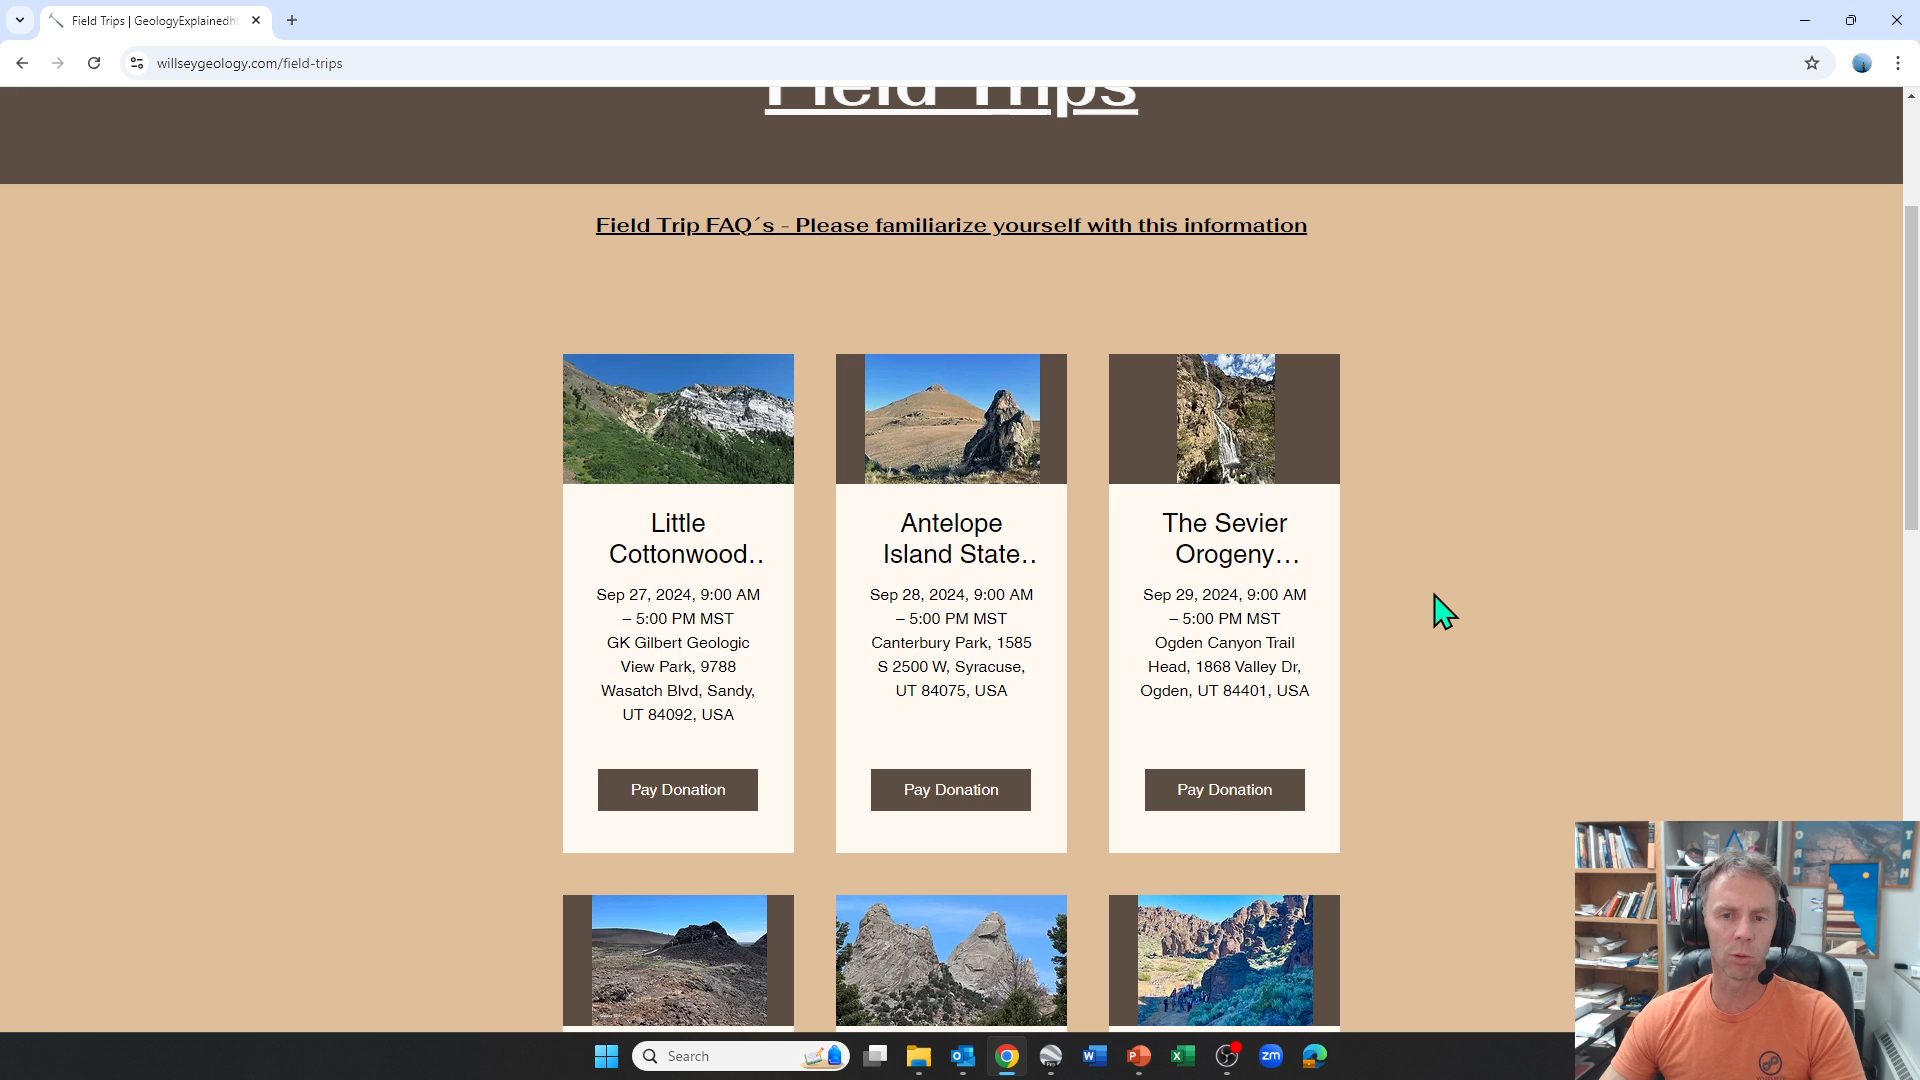 Field Trips | GeologyExplained
willseygeology.com/field-trips
Field Trips
Field Trip FAQ´s - Please familiarize yourself with this information
Little
Cottonwood..
Sep 27, 2024, 9:00 AM
– 5:00 PM MST
GK Gilbert Geologic
View Park, 9788
Wasatch Blvd, Sandy,
UT 84092, USA
Pay Donation
Antelope
Island State..
Sep 28, 2024, 9:00 AM
– 5:00 PM MST
Canterbury Park, 1585
S 2500 W, Syracuse,
UT 84075, USA
Pay Donation
The Sevier
Orogeny...
Sep 29, 2024, 9:00 AM
– 5:00 PM MST
Ogden Canyon Trail
Head, 1868 Valley Dr,
Ogden, UT 84401, USA
Pay Donation
Search
zm